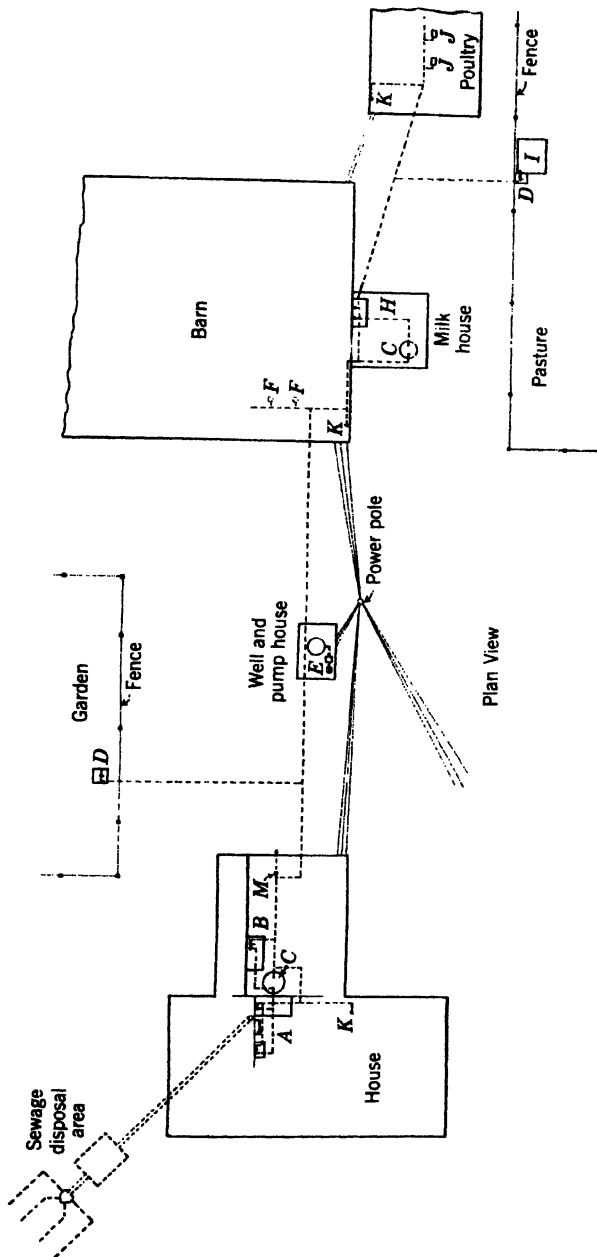 Sewage
disposal
area
House
A
K
C
B
M
Garden
Fence
D
Well and
pump house
E
Power pole
Plan View
Barn
F
F
K
C
H
Milk
house
Pasture
D
I
Fence
K
J
J
Poultry